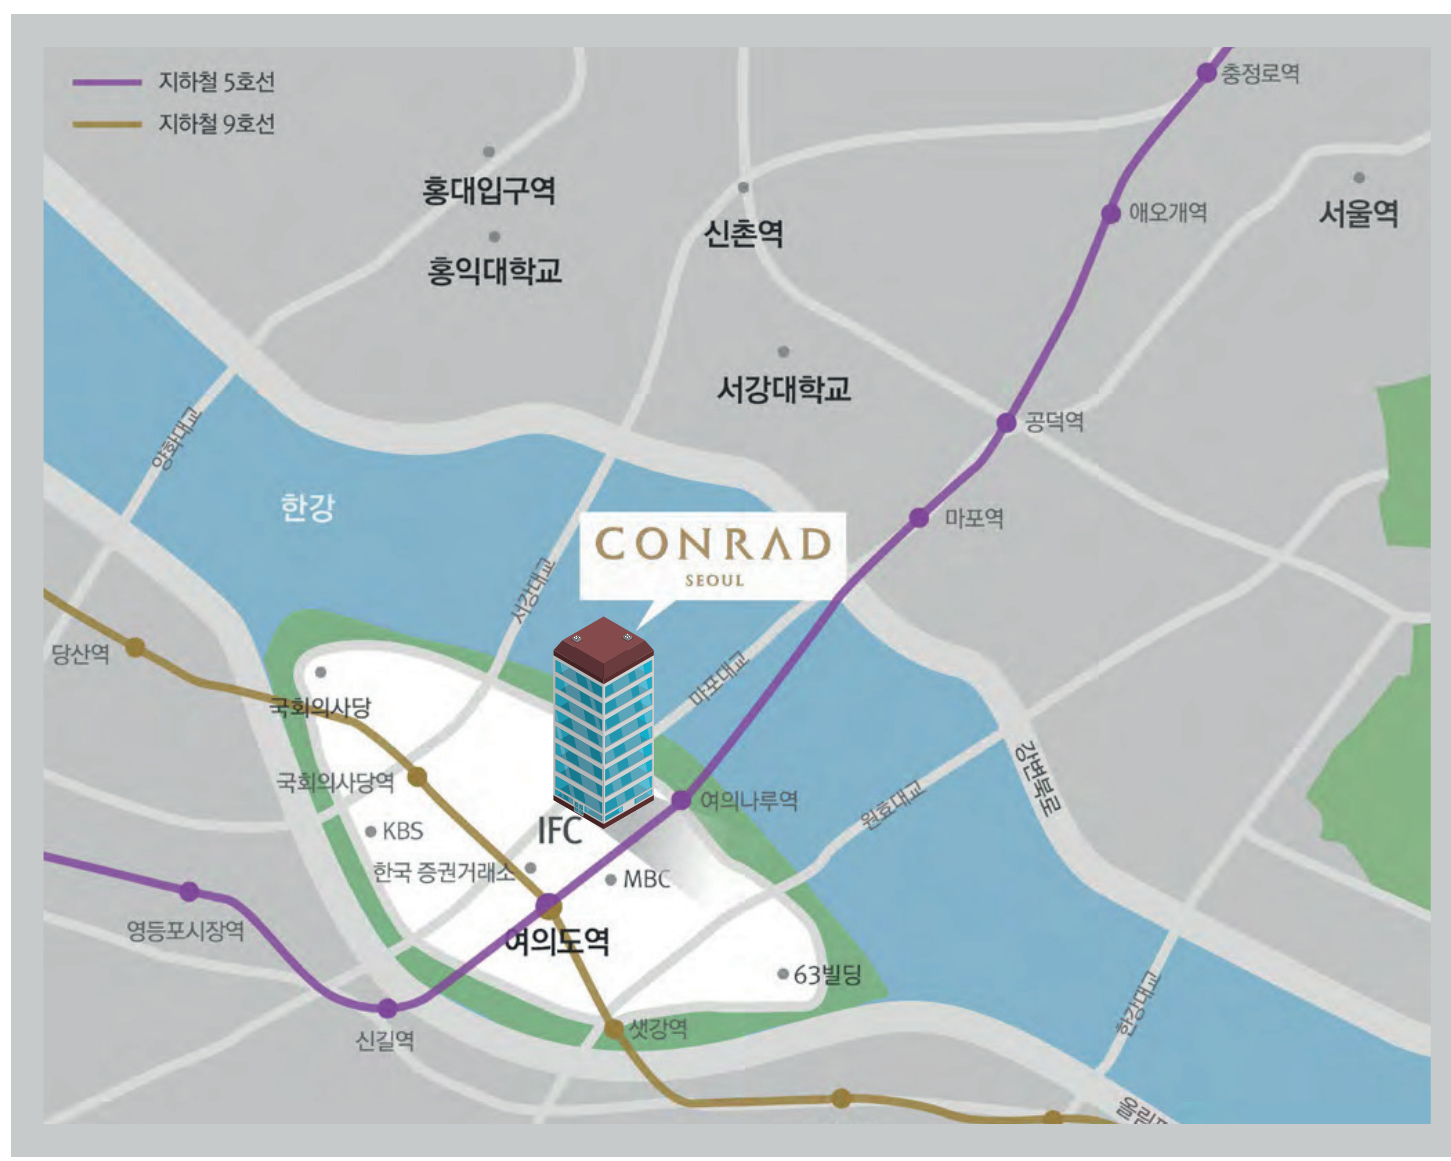 지하철 5호선
지하철 9호선
충정로역
홍대입구역
신촌역
애오개역
서울역
홍익대학교
서강대학교
공덕역
양화대교
한강
마포역
CONRAD
SEOUL
서강대교
당산역
마포대교
국회의사당
국회의사당역
여의나루역
원효대교
강변북로
KBS
IFC
한국 증권거래소
MBC
영등포시장역
여의도역
63빌딩
한강대교
신길역
샛강역